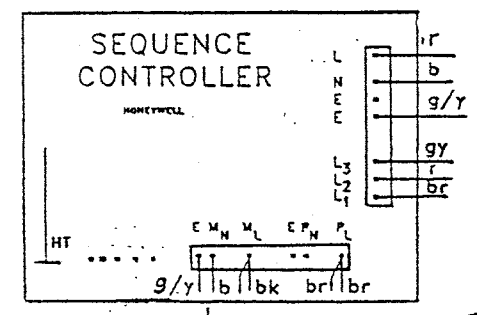 SEQUENCE
CONTROLLER
HONEYWELL
L r
N b
E
E g/y
L3 gy
L2 r
L1 br
HT
E MN ML E PN PL
g/y b bk br br